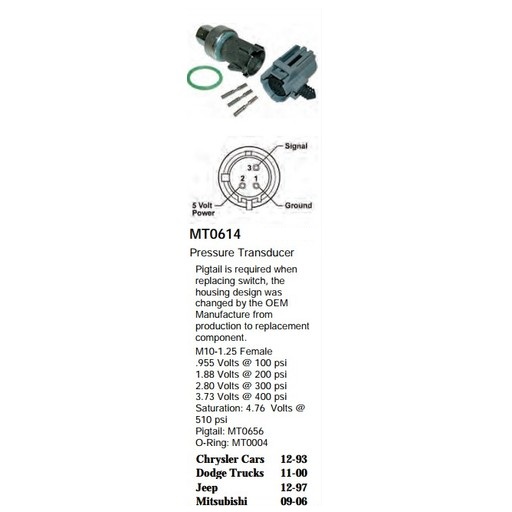 Signal
3
2 1
5 Volt
Power
Ground
MT0614
Pressure Transducer
Pigtail is required when
replacing switch, the
housing design was
changed by the OEM
Manufacture from
production to replacement
component.
M10-1.25 Female
.955 Volts @ 100 psi
1.88 Volts @ 200 psi
2.80 Volts @ 300 psi
3.73 Volts @ 400 psi
Saturation: 4.76 Volts @
510 psi
Pigtail: MT0656
O-Ring: MT0004
Chrysler Cars 12-93
Dodge Trucks 11-00
Jeep 12-97
Mitsubishi 09-06